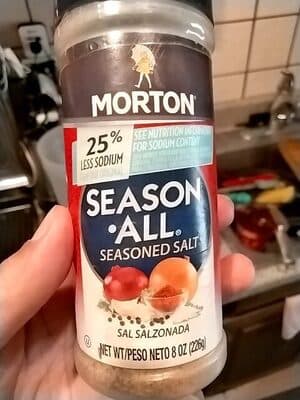 MORTON
25%
LESS SODIUM
SEE NUTRITION INFORMATION
FOR SODIUM CONTENT
SEASON
·ALL®
SEASONED SALT
SAL SALZONADA
NET WT/PESO NETO 8 OZ (226g)